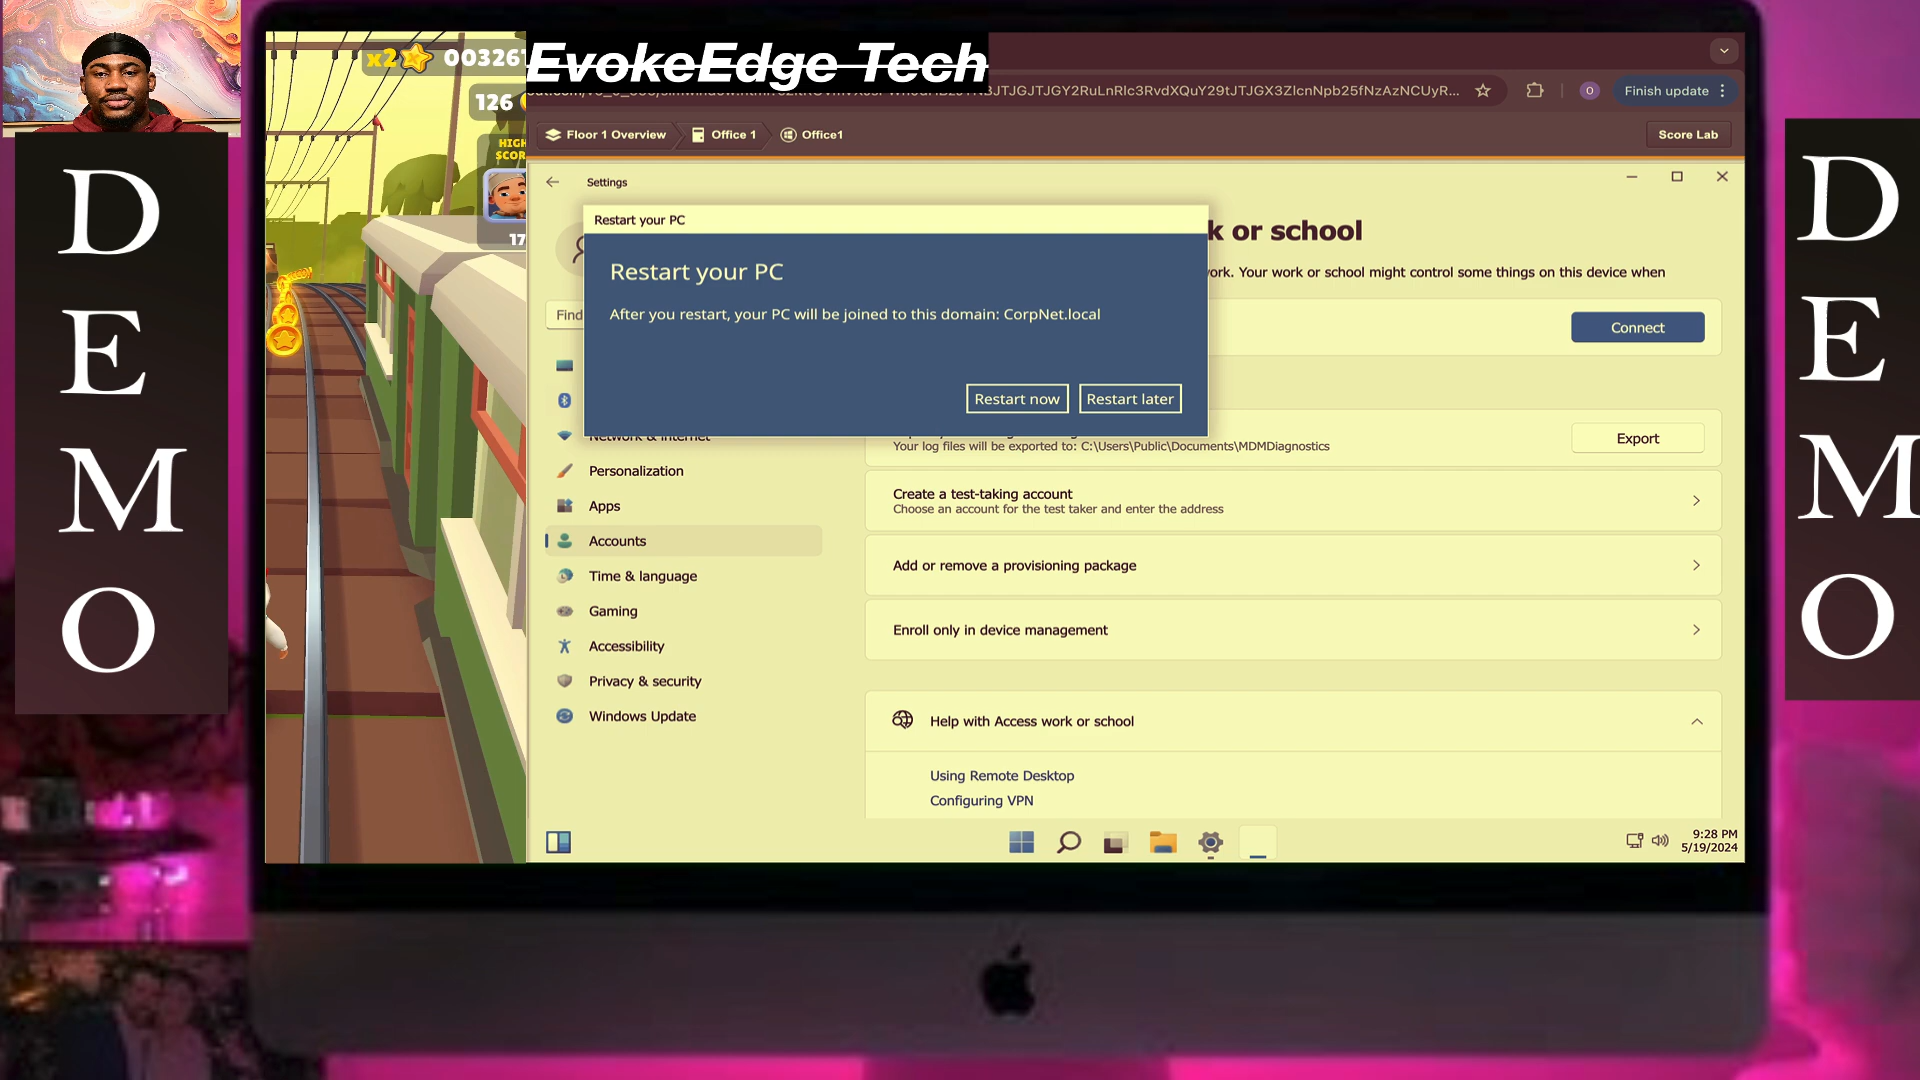 DEMO
x2 003267
126
HIGH
SCOR
17
EvokeEdge Tech
Finish update
O
Floor 1 Overview
Office 1
Office1
Score Lab
Settings
k or school
Restart your PC
Restart your PC
After you restart, your PC will be joined to this domain: CorpNet.local
Restart now
Restart later
ork. Your work or school might control some things on this device when
Connect
Find
Network & internet
Personalization
Apps
Accounts
Time & language
Gaming
Accessibility
Privacy & security
Windows Update
Your log files will be exported to: C:\Users\Public\Documents\MDMDiagnostics
Export
Create a test-taking account
Choose an account for the test taker and enter the address
Add or remove a provisioning package
Enroll only in device management
Help with Access work or school
Using Remote Desktop
Configuring VPN
9:28 PM
5/19/2024
DEMO